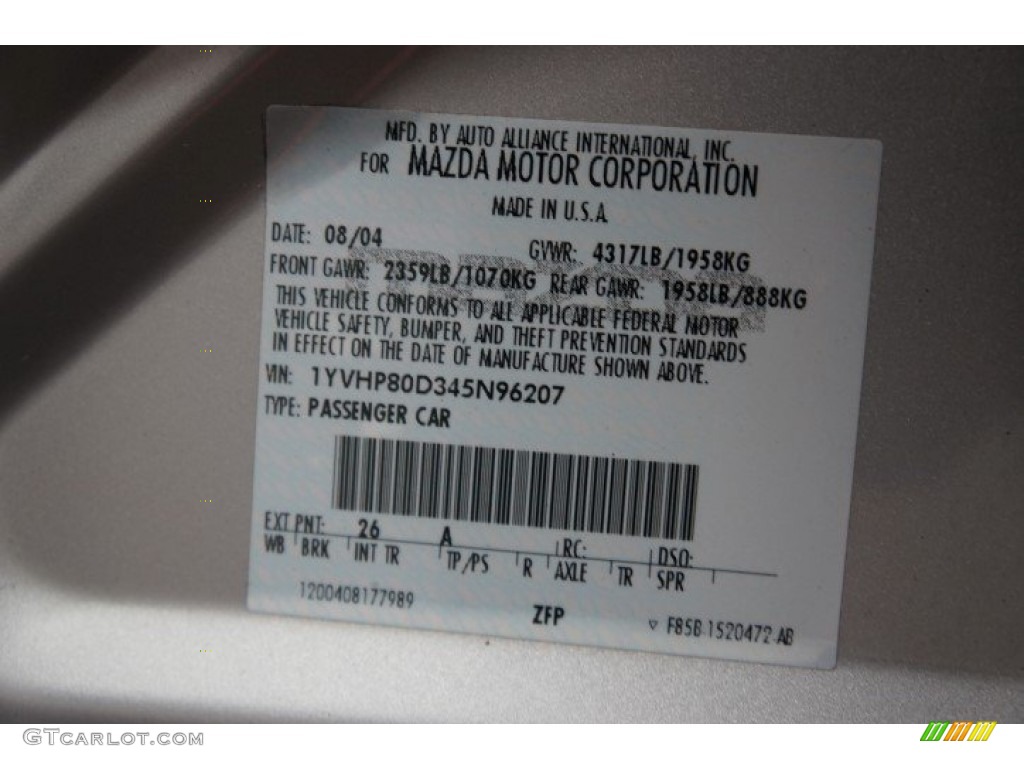 MFD. BY AUTO ALLIANCE INTERNATIONAL, INC.
FOR MAZDA MOTOR CORPORATION
MADE IN U.S.A.
DATE: 08/04 GVWR: 4317LB/1958KG
FRONT GAWR: 2359LB/1070KG REAR GAWR: 1958LB/888KG
THIS VEHICLE CONFORMS TO ALL APPLICABLE FEDERAL MOTOR
VEHICLE SAFETY, BUMPER, AND THEFT PREVENTION STANDARDS
IN EFFECT ON THE DATE OF MANUFACTURE SHOWN ABOVE.
VIN: 1YVHP80D345N96207
TYPE: PASSENGER CAR
EXT PNT: 26 A RC: DSO:
WB BRK INT TR TP/PS R AXLE TR SPR
1200408177989 ZFP ▽ F85B-1520472-AB
GTCARLOT.COM